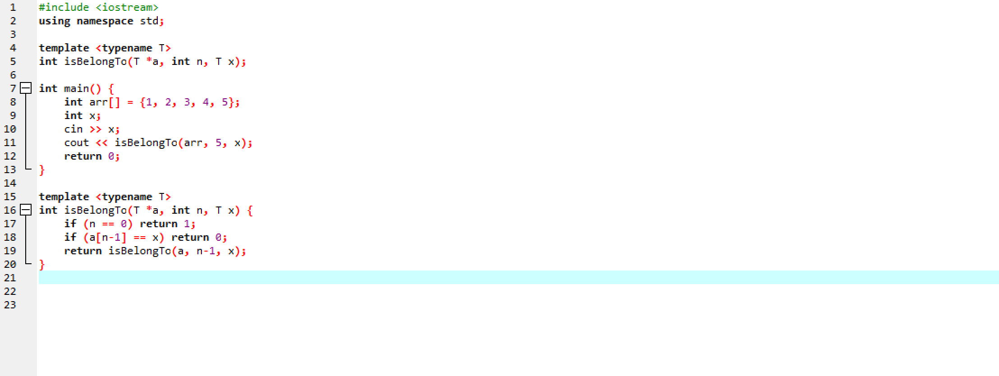 1 #include <iostream>
2 using namespace std;
3
4 template <typename T>
5 int isBelongTo(T *a, int n, T x);
6
7 int main() {
8     int arr[] = {1, 2, 3, 4, 5};
9     int x;
10     cin >> x;
11     cout << isBelongTo(arr, 5, x);
12     return 0;
13 }
14
15 template <typename T>
16 int isBelongTo(T *a, int n, T x) {
17     if (n == 0) return 1;
18     if (a[n-1] == x) return 0;
19     return isBelongTo(a, n-1, x);
20 }
21
22
23